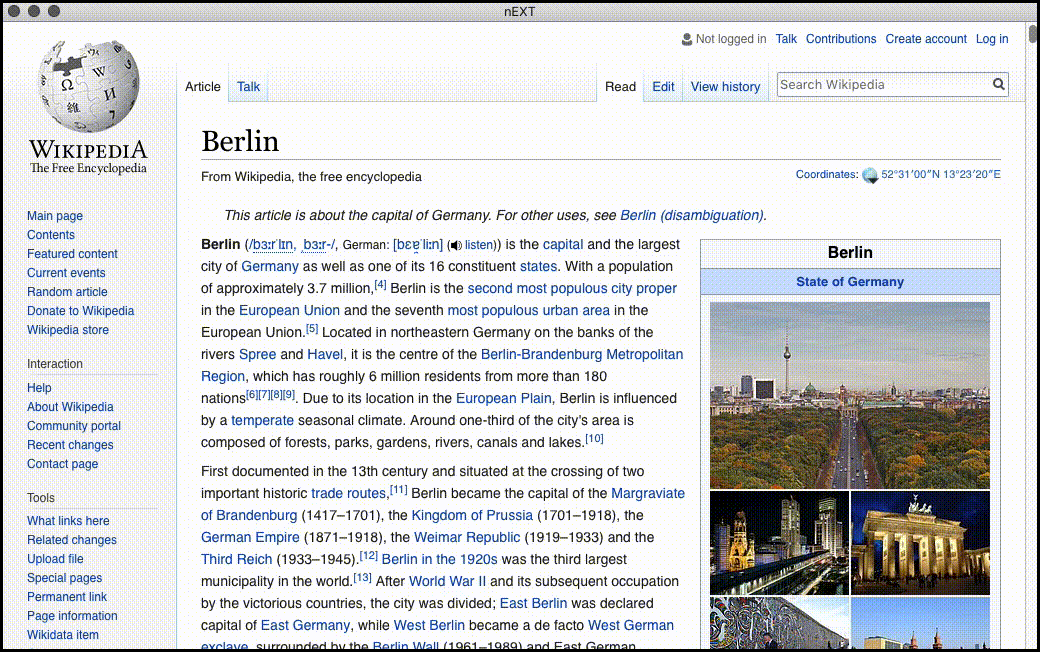 nEXT
Not logged in Talk Contributions Create account Log in
Article Talk Read Edit View history Search Wikipedia
WIKIPEDIA
The Free Encyclopedia
Main page
Contents
Featured content
Current events
Random article
Donate to Wikipedia
Wikipedia store
Interaction
Help
About Wikipedia
Community portal
Recent changes
Contact page
Tools
What links here
Related changes
Upload file
Special pages
Permanent link
Page information
Wikidata item
Berlin
From Wikipedia, the free encyclopedia
Coordinates: 52°31′00″N 13°23′20″E
This article is about the capital of Germany. For other uses, see Berlin (disambiguation).
Berlin (/bɜːrˈlɪn, ˌbɜːr-/, German: [bɛɐ̯ˈliːn] (listen)) is the capital and the largest
city of Germany as well as one of its 16 constituent states. With a population
of approximately 3.7 million,[4] Berlin is the second most populous city proper
in the European Union and the seventh most populous urban area in the
European Union.[5] Located in northeastern Germany on the banks of the
rivers Spree and Havel, it is the centre of the Berlin-Brandenburg Metropolitan
Region, which has roughly 6 million residents from more than 180
nations[6][7][8][9]. Due to its location in the European Plain, Berlin is influenced
by a temperate seasonal climate. Around one-third of the city's area is
composed of forests, parks, gardens, rivers, canals and lakes.[10]
First documented in the 13th century and situated at the crossing of two
important historic trade routes,[11] Berlin became the capital of the Margraviate
of Brandenburg (1417–1701), the Kingdom of Prussia (1701–1918), the
German Empire (1871–1918), the Weimar Republic (1919–1933) and the
Third Reich (1933–1945).[12] Berlin in the 1920s was the third largest
municipality in the world.[13] After World War II and its subsequent occupation
by the victorious countries, the city was divided; East Berlin was declared
capital of East Germany, while West Berlin became a de facto West German
exclave, surrounded by the Berlin Wall (1961–1989) and East German
Berlin
State of Germany